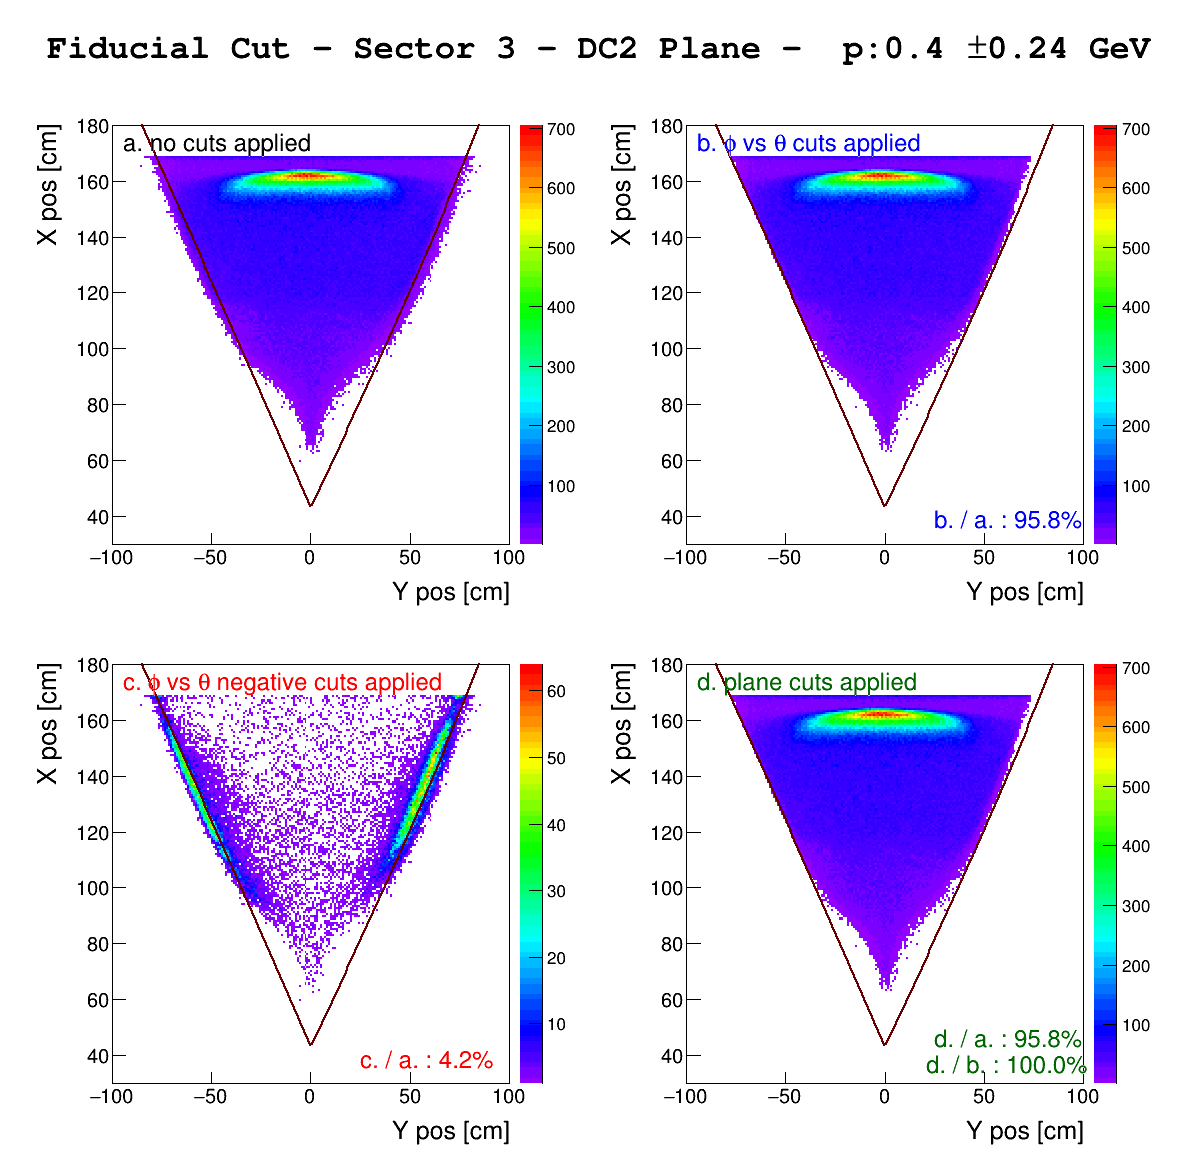 Fiducial Cut – Sector 3 – DC2 Plane – p:0.4 ±0.24 GeV
a. no cuts applied
X pos [cm]
180
160
140
120
100
80
60
40
−100 −50 0 50 100
Y pos [cm]
700
600
500
400
300
200
100
b. ϕ vs θ cuts applied
X pos [cm]
180
160
140
120
100
80
60
40
b. / a. : 95.8%
−100 −50 0 50 100
Y pos [cm]
700
600
500
400
300
200
100
c. ϕ vs θ negative cuts applied
X pos [cm]
180
160
140
120
100
80
60
40
c. / a. : 4.2%
−100 −50 0 50 100
Y pos [cm]
60
50
40
30
20
10
d. plane cuts applied
X pos [cm]
180
160
140
120
100
80
60
40
d. / a. : 95.8%
d. / b. : 100.0%
−100 −50 0 50 100
Y pos [cm]
700
600
500
400
300
200
100